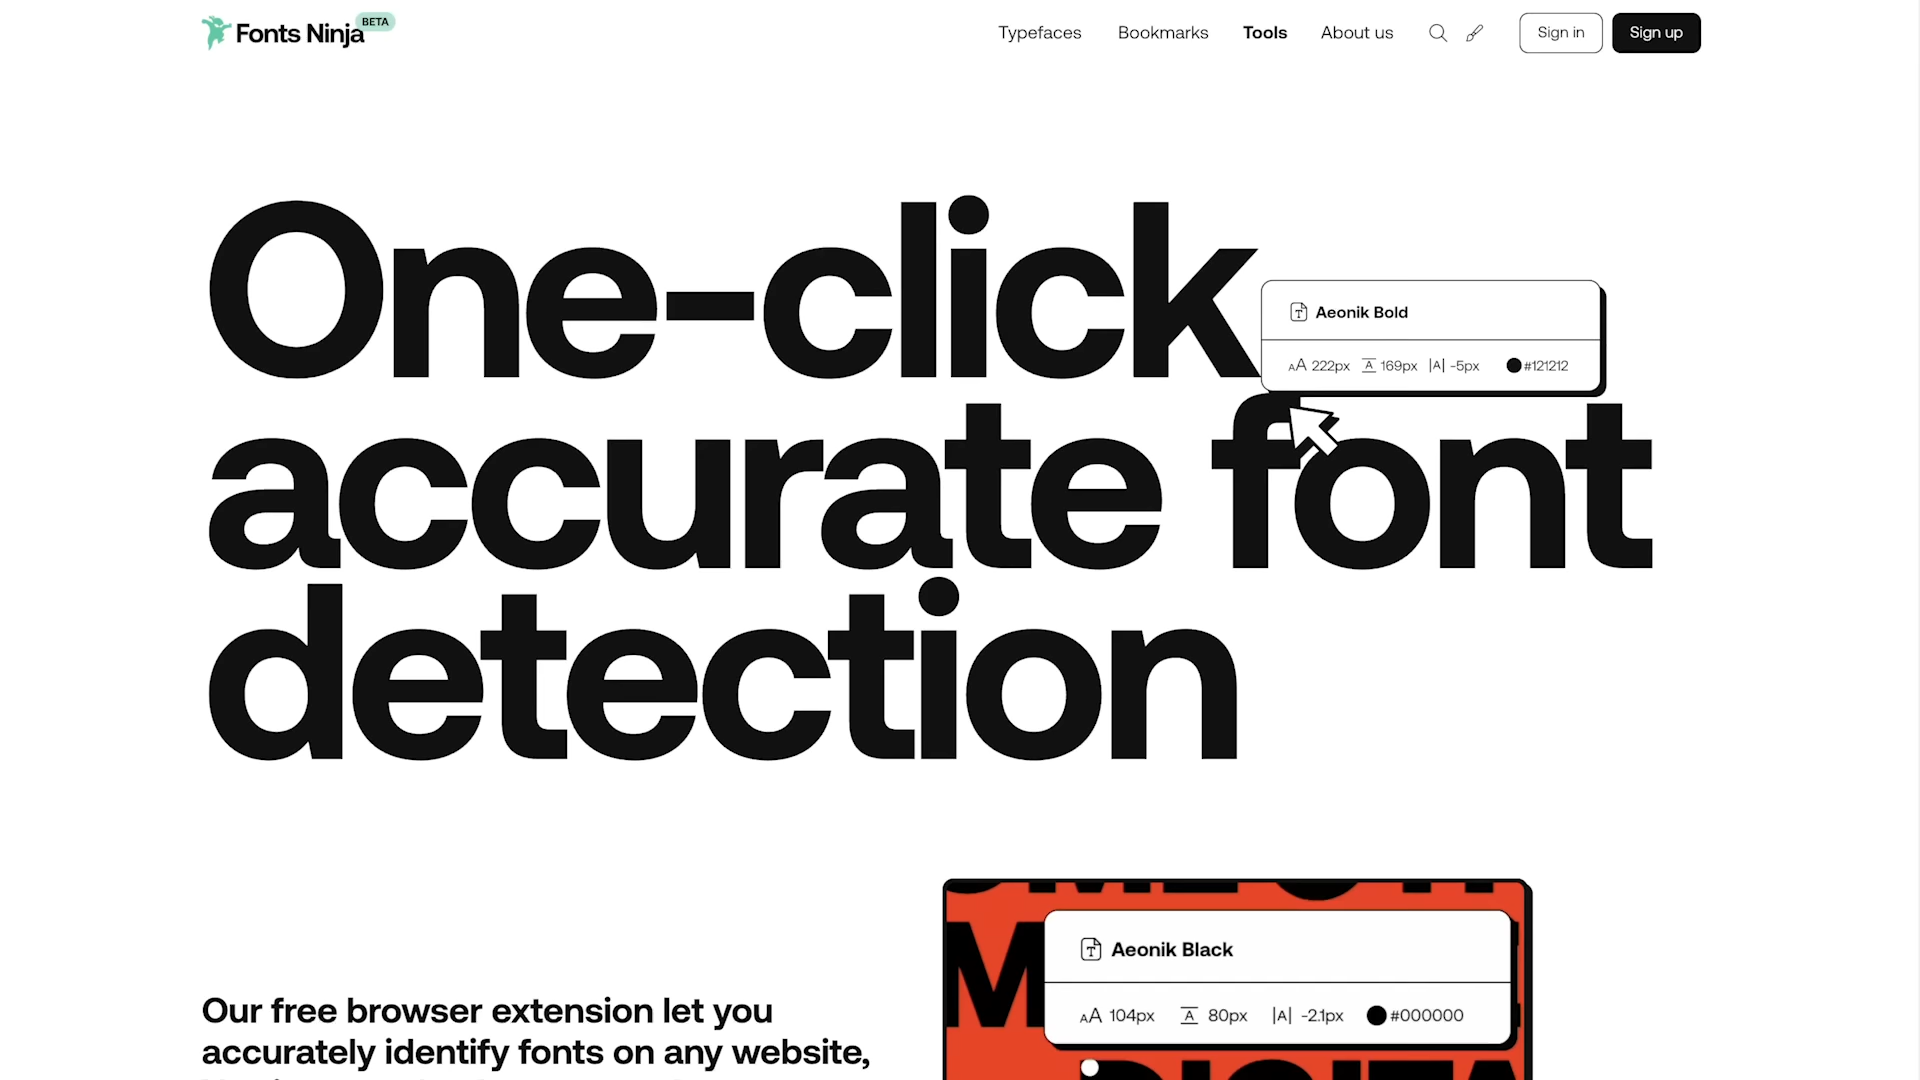 Fonts Ninja BETA
Typefaces Bookmarks Tools About us Sign in Sign up
One-click
accurate font
detection
Aeonik Bold
AA 222px A 169px |A| -5px #121212
Our free browser extension let you
accurately identify fonts on any website,
M
Aeonik Black
AA 104px A 80px |A| -2.1px #000000